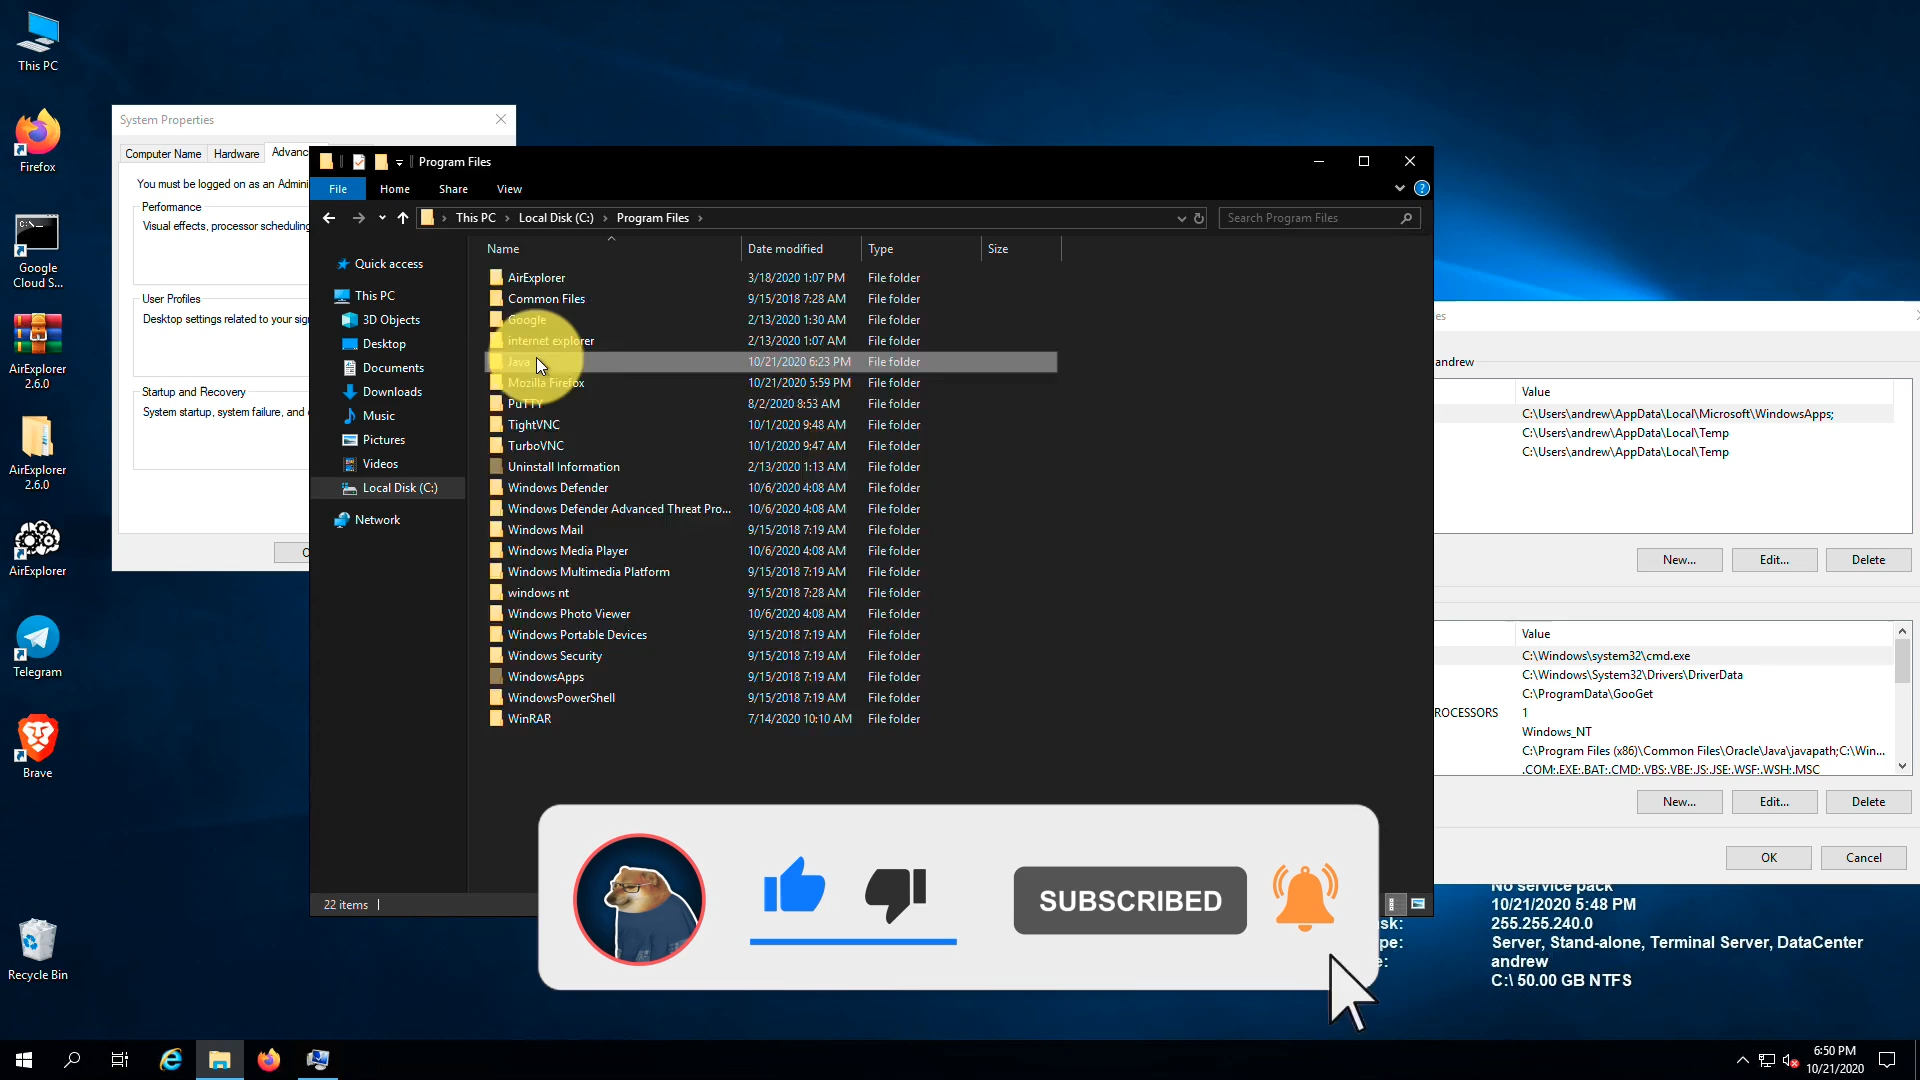 This PC
Firefox
Google
Cloud S...
AirExplorer
2.6.0
AirExplorer
2.6.0
AirExplorer
Telegram
Brave
Recycle Bin
System Properties
Computer Name
Hardware
Advanc
You must be logged on as an Admini
Performance
Visual effects, processor scheduling
User Profiles
Desktop settings related to your sig
Startup and Recovery
System startup, system failure, and
Program Files
File
Home
Share
View
This PC
Local Disk (C:)
Program Files
Search Program Files
Quick access
This PC
3D Objects
Desktop
Documents
Downloads
Music
Pictures
Videos
Local Disk (C:)
Network
Name Date modified Type Size
AirExplorer 3/18/2020 1:07 PM File folder
Common Files 9/15/2018 7:28 AM File folder
Google 2/13/2020 1:30 AM File folder
internet explorer 2/13/2020 1:07 AM File folder
Java 10/21/2020 6:23 PM File folder
Mozilla Firefox 10/21/2020 5:59 PM File folder
PuTTY 8/2/2020 8:53 AM File folder
TightVNC 10/1/2020 9:48 AM File folder
TurboVNC 10/1/2020 9:47 AM File folder
Uninstall Information 2/13/2020 1:13 AM File folder
Windows Defender 10/6/2020 4:08 AM File folder
Windows Defender Advanced Threat Pro... 10/6/2020 4:08 AM File folder
Windows Mail 9/15/2018 7:19 AM File folder
Windows Media Player 10/6/2020 4:08 AM File folder
Windows Multimedia Platform 9/15/2018 7:19 AM File folder
windows nt 9/15/2018 7:28 AM File folder
Windows Photo Viewer 10/6/2020 4:08 AM File folder
Windows Portable Devices 9/15/2018 7:19 AM File folder
Windows Security 9/15/2018 7:19 AM File folder
WindowsApps 9/15/2018 7:19 AM File folder
WindowsPowerShell 9/15/2018 7:19 AM File folder
WinRAR 7/14/2020 10:10 AM File folder
22 items
SUBSCRIBED
es
andrew
Value
C:\Users\andrew\AppData\Local\Microsoft\WindowsApps;
C:\Users\andrew\AppData\Local\Temp
C:\Users\andrew\AppData\Local\Temp
New... Edit... Delete
Value
C:\Windows\system32\cmd.exe
C:\Windows\System32\Drivers\DriverData
C:\ProgramData\GooGet
ROCESSORS 1
Windows_NT
C:\Program Files (x86)\Common Files\Oracle\Java\javapath;C:\Win...
.COM;.EXE;.BAT;.CMD;.VBS;.VBE;.JS;.JSE;.WSF;.WSH;.MSC
New... Edit... Delete
OK Cancel
No service pack
10/21/2020 5:48 PM
sk: 255.255.240.0
pe: Server, Stand-alone, Terminal Server, DataCenter
e: andrew
C:\ 50.00 GB NTFS
6:50 PM
10/21/2020